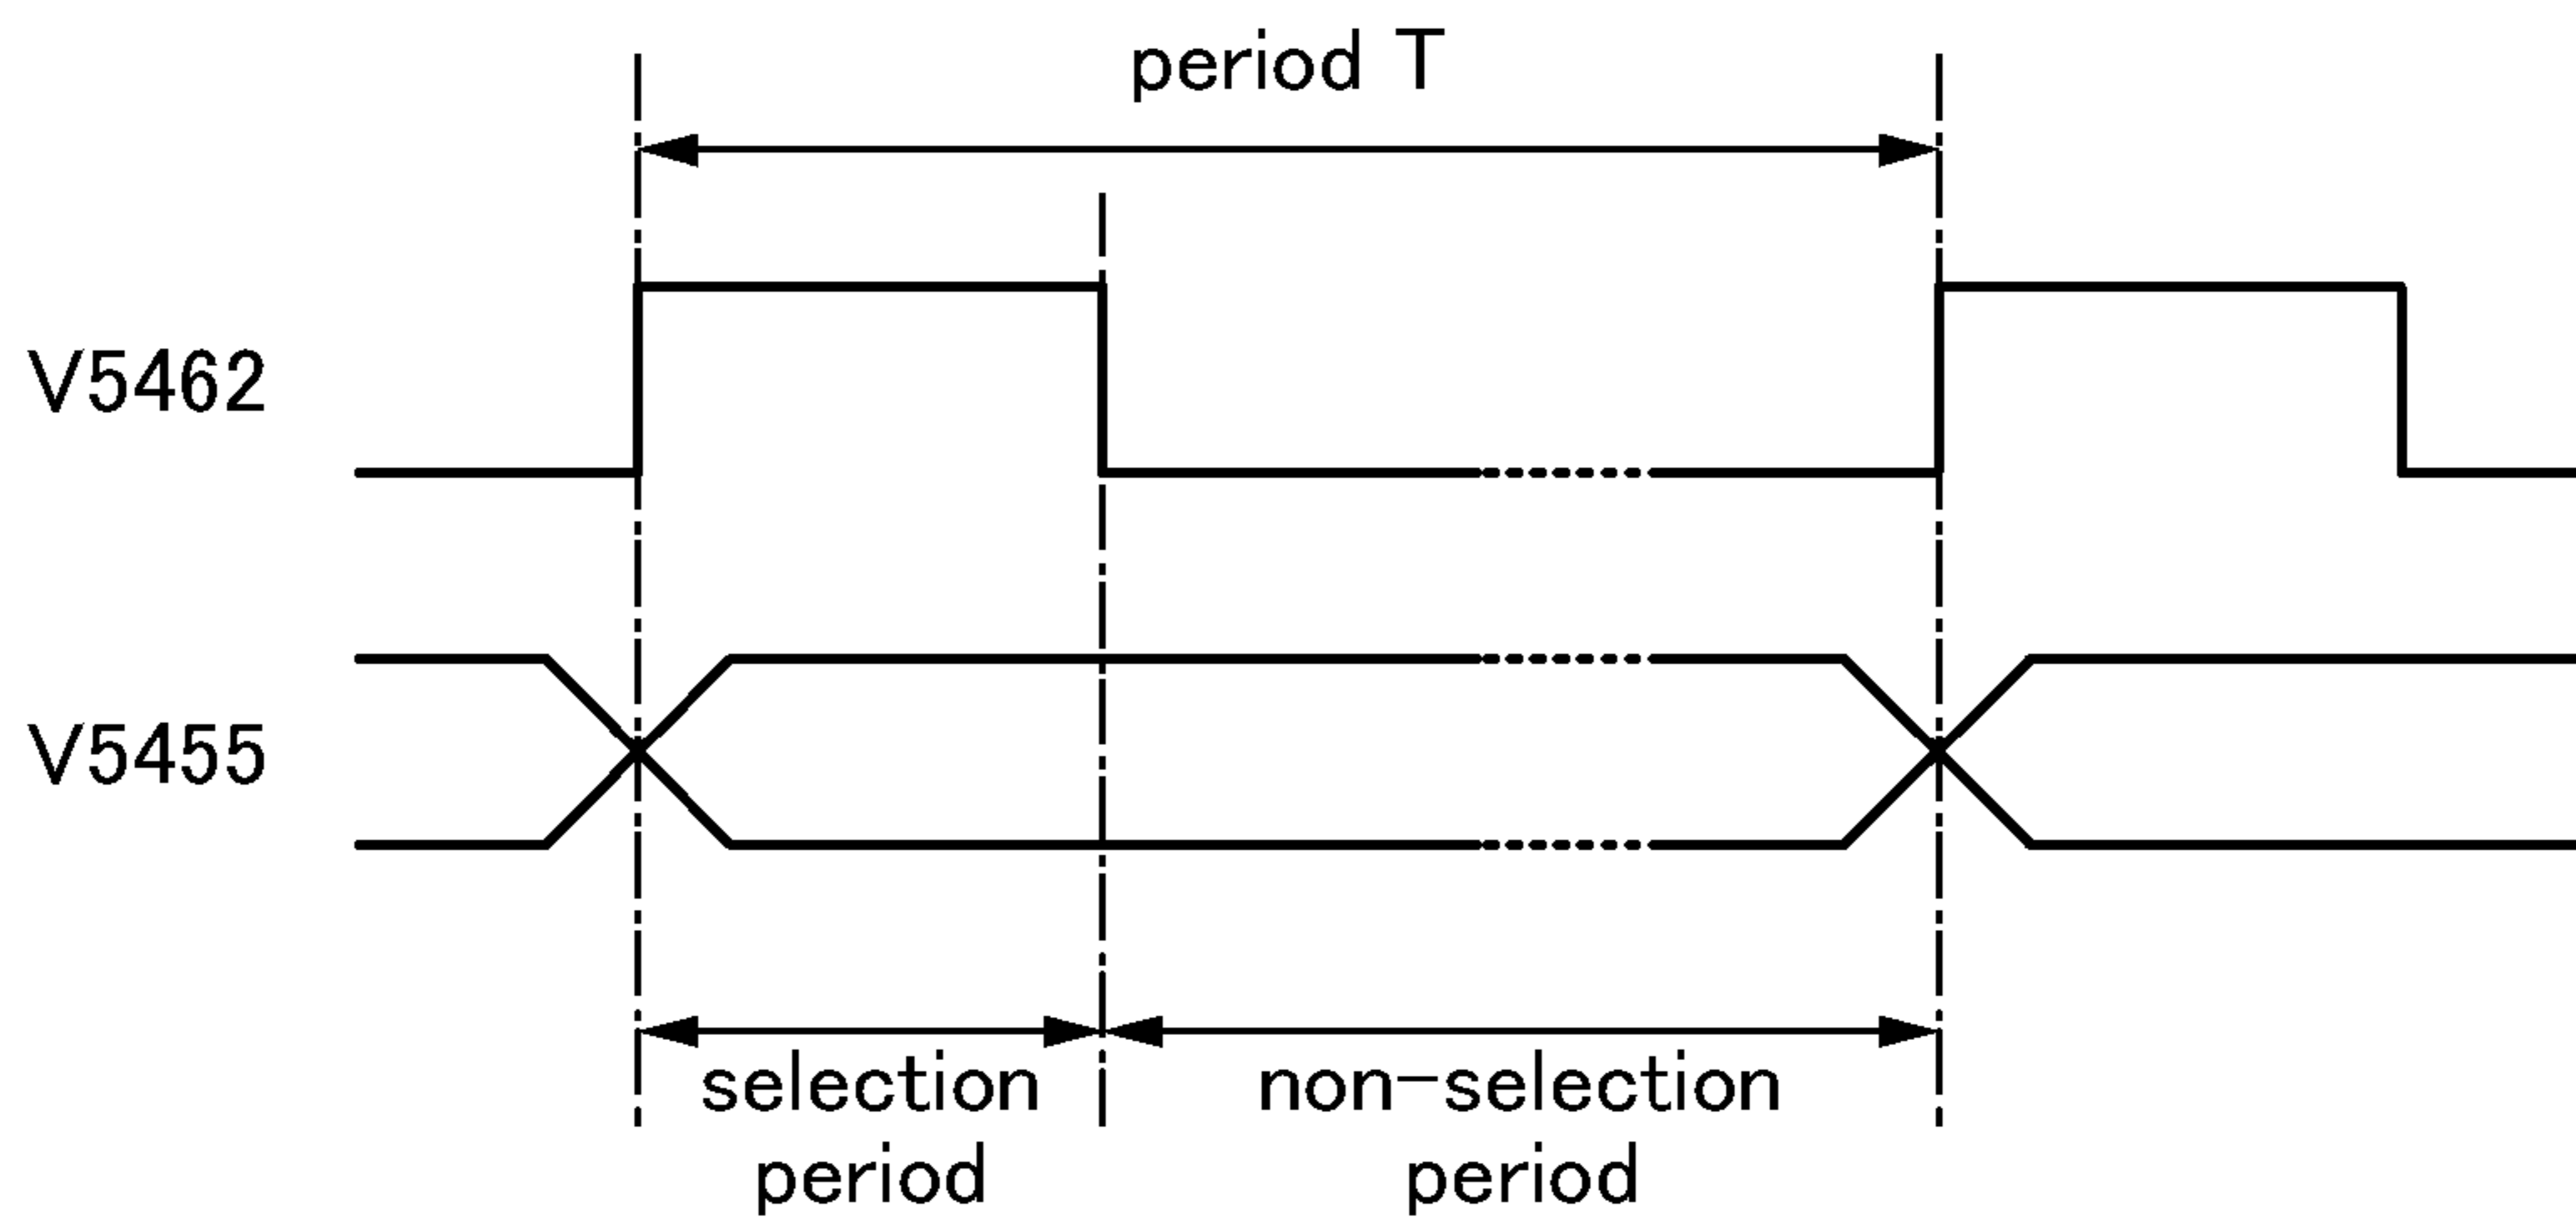 period T
V5462
V5455
selection
period
non-selection
period